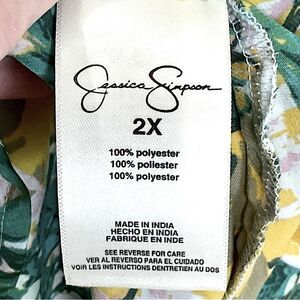 Jessica Simpson
2X
100% polyester
100% poliester
100% polyester
MADE IN INDIA
HECHO EN INDIA
FABRIQUE EN INDE
SEE REVERSE FOR CARE
VER AL REVERSO PARA EL CUIDADO
VOIR LES INSTRUCTIONS DENTRETIEN AU DOS